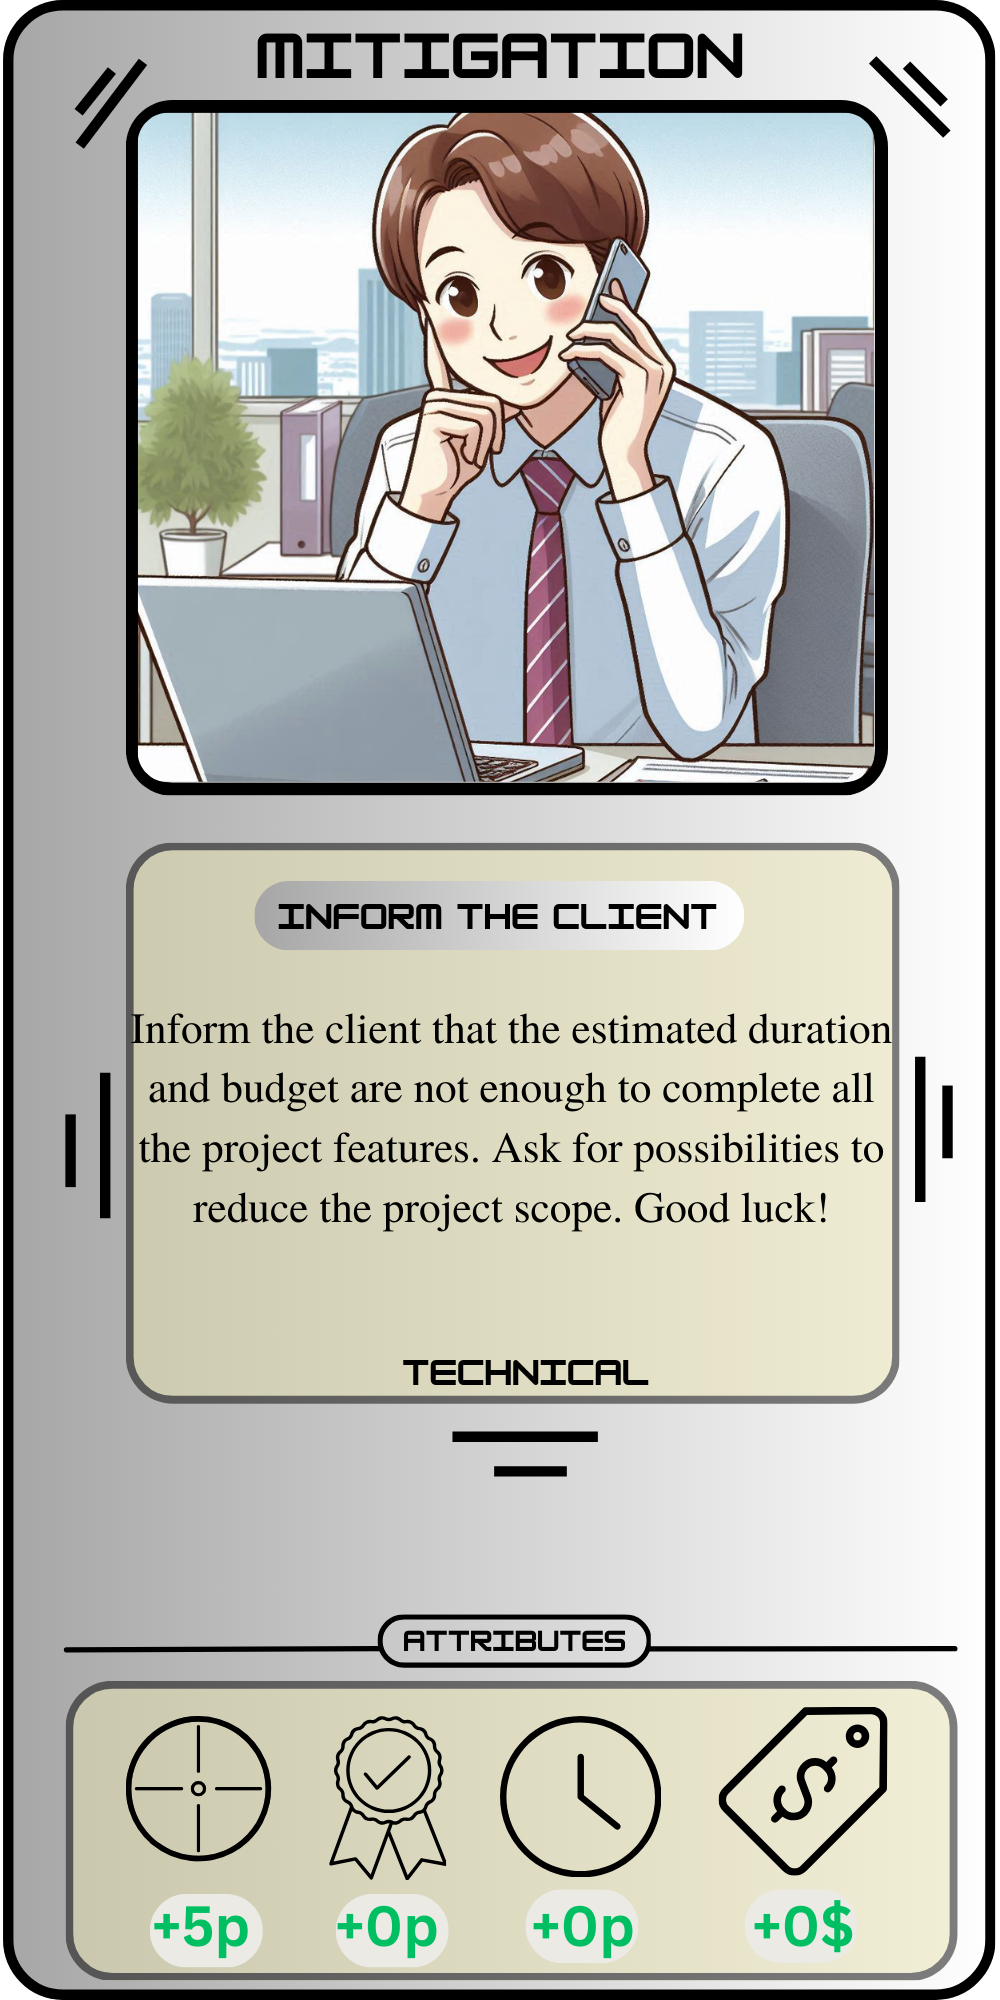 MITIGATION
INFORM THE CLIENT
Inform the client that the estimated duration
and budget are not enough to complete all
the project features. Ask for possibilities to
reduce the project scope. Good luck!
TECHNICAL
ATTRIBUTES
$
+5p +0p +0p +0$